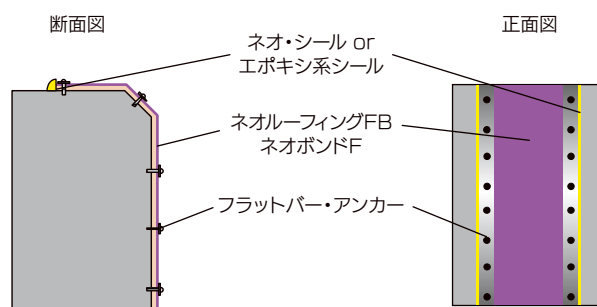 断面図
正面図
ネオ・シール or
エポキシ系シール
ネオルーフィングFB
ネオボンドF
フラットバー・アンカー